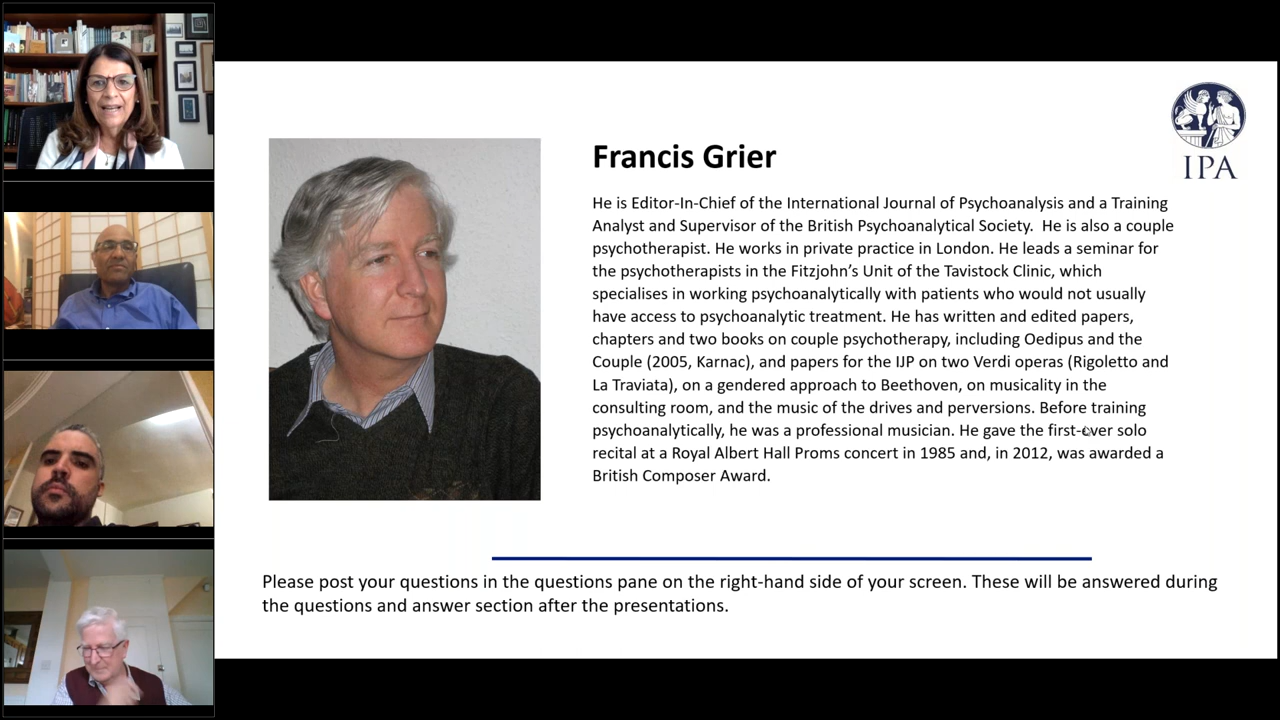 Francis Grier
IPA
He is Editor-In-Chief of the International Journal of Psychoanalysis and a Training
Analyst and Supervisor of the British Psychoanalytical Society.  He is also a couple
psychotherapist. He works in private practice in London. He leads a seminar for
the psychotherapists in the Fitzjohn’s Unit of the Tavistock Clinic, which
specialises in working psychoanalytically with patients who would not usually
have access to psychoanalytic treatment. He has written and edited papers,
chapters and two books on couple psychotherapy, including Oedipus and the
Couple (2005, Karnac), and papers for the IJP on two Verdi operas (Rigoletto and
La Traviata), on a gendered approach to Beethoven, on musicality in the
consulting room, and the music of the drives and perversions. Before training
psychoanalytically, he was a professional musician. He gave the first-ever solo
recital at a Royal Albert Hall Proms concert in 1985 and, in 2012, was awarded a
British Composer Award.
Please post your questions in the questions pane on the right-hand side of your screen. These will be answered during
the questions and answer section after the presentations.